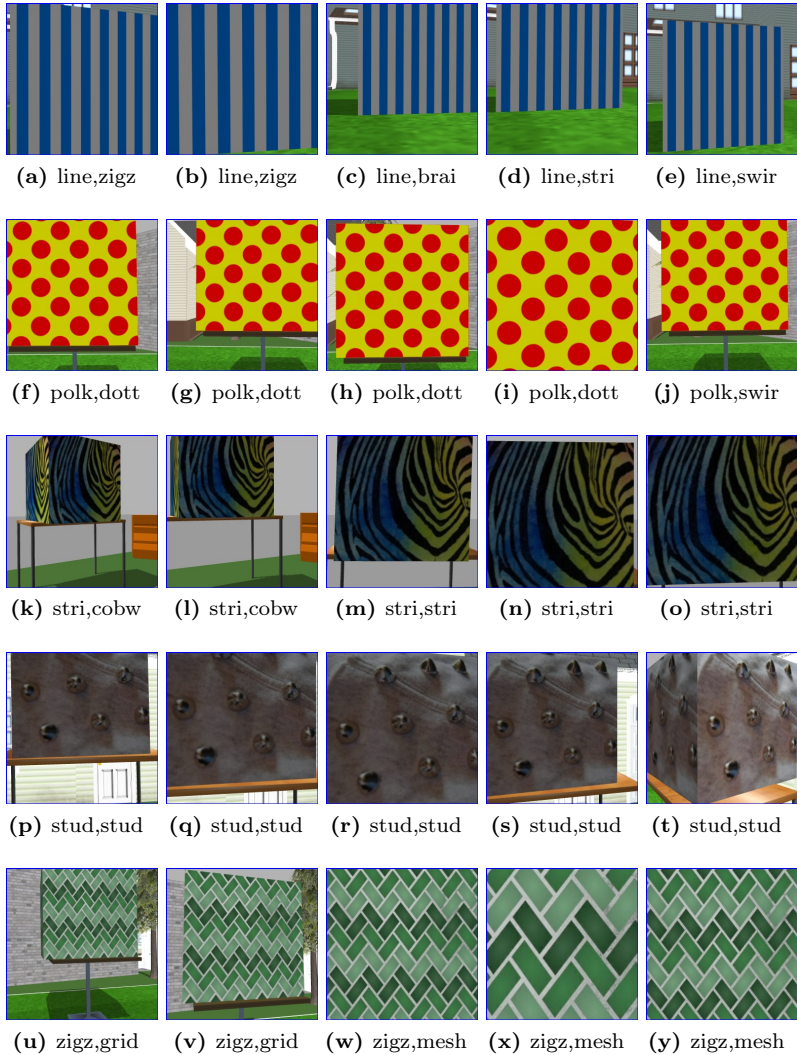 (a) line,zigz (b) line,zigz (c) line,brai (d) line,stri (e) line,swir
(f) polk,dott (g) polk,dott (h) polk,dott (i) polk,dott (j) polk,swir
(k) stri,cobw (l) stri,cobw (m) stri,stri (n) stri,stri (o) stri,stri
(p) stud,stud (q) stud,stud (r) stud,stud (s) stud,stud (t) stud,stud
(u) zigz,grid (v) zigz,grid (w) zigz,mesh (x) zigz,mesh (y) zigz,mesh